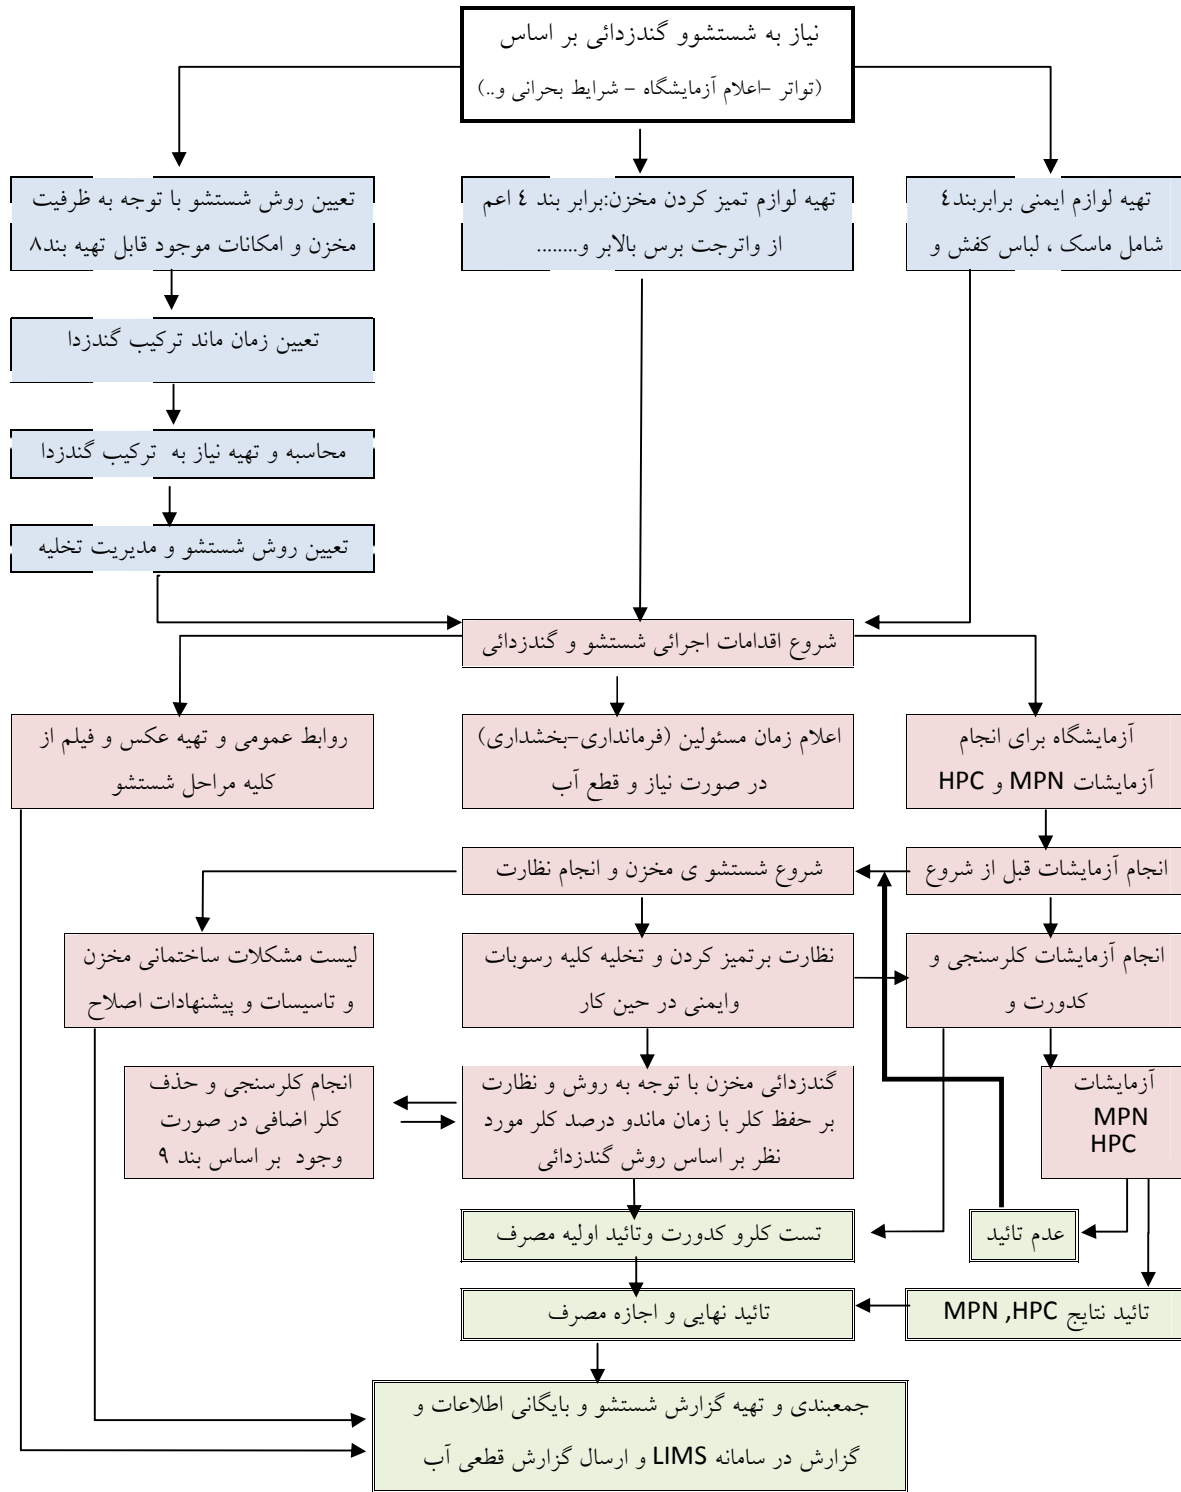 نیاز به شستشوو گندزدائی بر اساس
(تواتر -اعلام آزمایشگاه - شرایط بحرانی و..)
تهیه لوازم ایمنی برابربند٤
شامل ماسک ، لباس کفش و
تهیه لوازم تمیز کردن مخزن:برابر بند ٤ اعم
از واترجت برس بالابر و........
تعیین روش شستشو با توجه به ظرفیت
مخزن و امکانات موجود قابل تهیه بند۸
تعیین زمان ماند ترکیب گندزدا
محاسبه و تهیه نیاز به ترکیب گندزدا
تعیین روش شستشو و مدیریت تخلیه
شروع اقدامات اجرائی شستشو و گندزدائی
آزمایشگاه برای انجام
آزمایشات MPN و HPC
اعلام زمان مسئولین (فرمانداری-بخشداری)
در صورت نیاز و قطع آب
روابط عمومی و تهیه عکس و فیلم از
کلیه مراحل شستشو
انجام آزمایشات قبل از شروع
شروع شستشو ی مخزن و انجام نظارت
انجام آزمایشات کلرسنجی و
کدورت و
نظارت برتمیز کردن و تخلیه کلیه رسوبات
وایمنی در حین کار
لیست مشکلات ساختمانی مخزن
و تاسیسات و پیشنهادات اصلاح
آزمایشات
MPN
HPC
گندزدائی مخزن با توجه به روش و نظارت
بر حفظ کلر با زمان ماندو درصد کلر مورد
نظر بر اساس روش گندزدائی
انجام کلرسنجی و حذف
کلر اضافی در صورت
وجود بر اساس بند ۹
عدم تائید
تست کلرو کدورت وتائید اولیه مصرف
تائید نتایج MPN ,HPC
تائید نهایی و اجازه مصرف
جمعبندی و تهیه گزارش شستشو و بایگانی اطلاعات و
گزارش در سامانه LIMS و ارسال گزارش قطعی آب